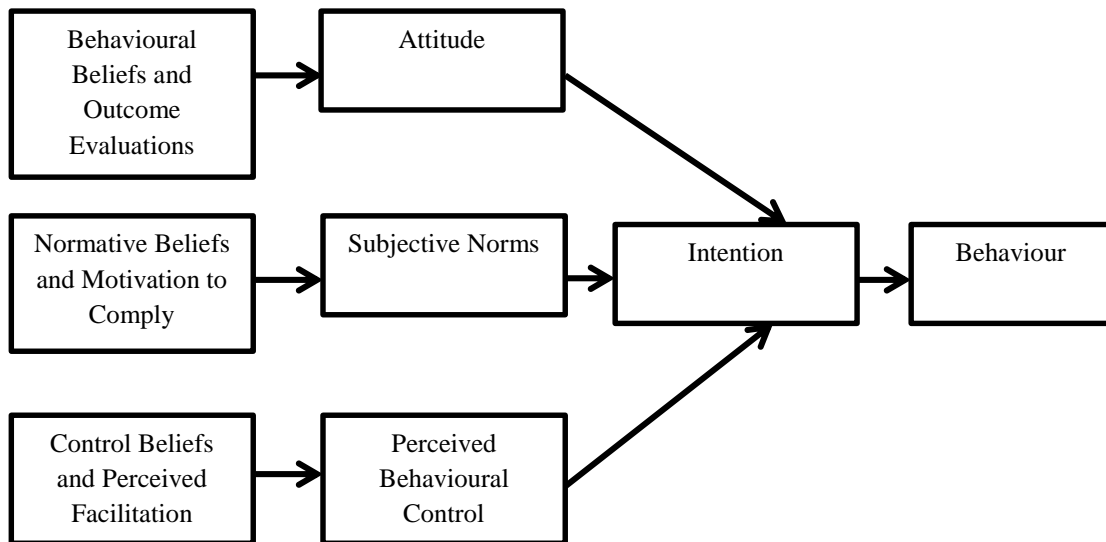 Behavioural
Beliefs and
Outcome
Evaluations
Attitude
Normative Beliefs
and Motivation to
Comply
Subjective Norms
Intention
Behaviour
Control Beliefs
and Perceived
Facilitation
Perceived
Behavioural
Control